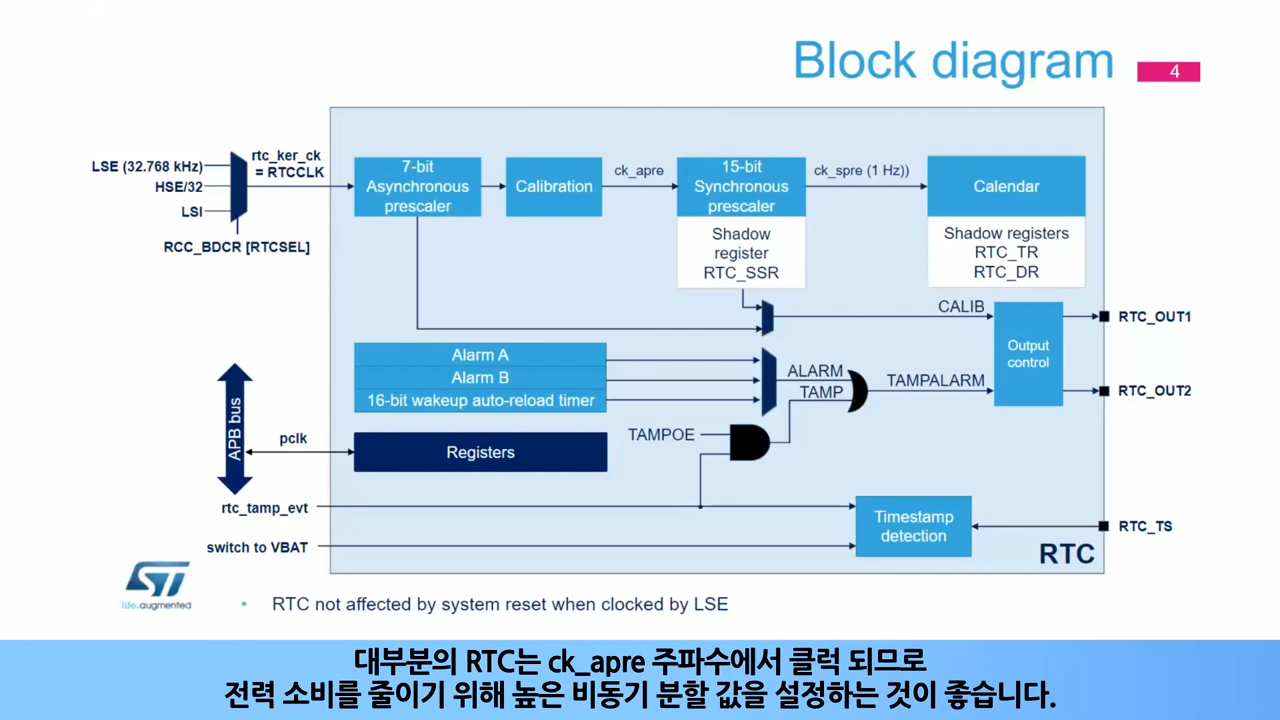 Block diagram
4
LSE (32.768 kHz)
HSE/32
LSI
RCC_BDCR [RTCSEL]
rtc_ker_ck
= RTCCLK
7-bit
Asynchronous
prescaler
Calibration
ck_apre
15-bit
Synchronous
prescaler
Shadow
register
RTC_SSR
ck_spre (1 Hz))
Calendar
Shadow registers
RTC_TR
RTC_DR
CALIB
Output
control
RTC_OUT1
RTC_OUT2
Alarm A
Alarm B
16-bit wakeup auto-reload timer
ALARM
TAMP
TAMPALARM
TAMPOE
APB bus
pclk
Registers
rtc_tamp_evt
switch to VBAT
Timestamp
detection
RTC_TS
RTC
ST
life.augmented
• RTC not affected by system reset when clocked by LSE
대부분의 RTC는 ck_apre 주파수에서 클럭 되므로
전력 소비를 줄이기 위해 높은 비동기 분할 값을 설정하는 것이 좋습니다.